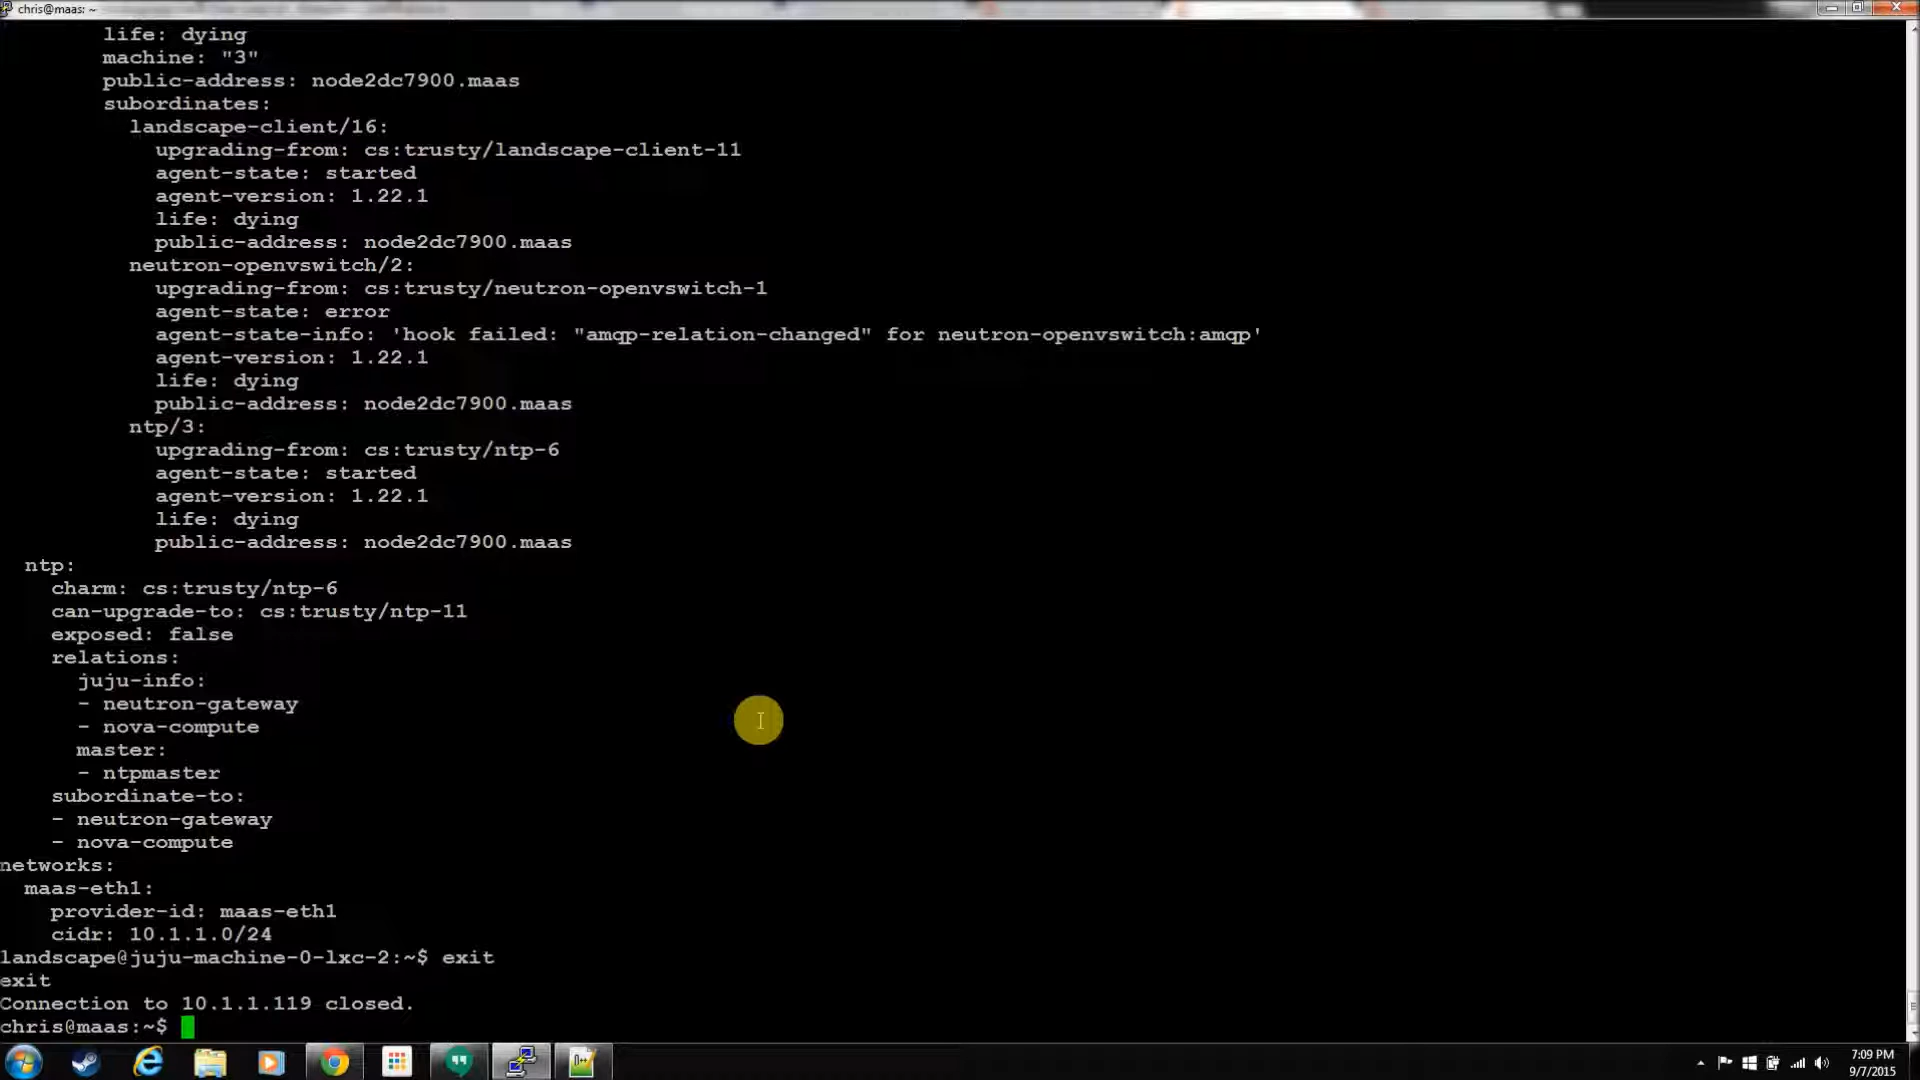 chris@maas: ~
life: dying
machine: "3"
public-address: node2dc7900.maas
subordinates:
landscape-client/16:
upgrading-from: cs:trusty/landscape-client-11
agent-state: started
agent-version: 1.22.1
life: dying
public-address: node2dc7900.maas
neutron-openvswitch/2:
upgrading-from: cs:trusty/neutron-openvswitch-1
agent-state: error
agent-state-info: 'hook failed: "amqp-relation-changed" for neutron-openvswitch:amqp'
agent-version: 1.22.1
life: dying
public-address: node2dc7900.maas
ntp/3:
upgrading-from: cs:trusty/ntp-6
agent-state: started
agent-version: 1.22.1
life: dying
public-address: node2dc7900.maas
ntp:
charm: cs:trusty/ntp-6
can-upgrade-to: cs:trusty/ntp-11
exposed: false
relations:
juju-info:
- neutron-gateway
- nova-compute
master:
- ntpmaster
subordinate-to:
- neutron-gateway
- nova-compute
networks:
maas-eth1:
provider-id: maas-eth1
cidr: 10.1.1.0/24
landscape@juju-machine-0-lxc-2:~$ exit
exit
Connection to 10.1.1.119 closed.
chris@maas:~$
7:09 PM
9/7/2015